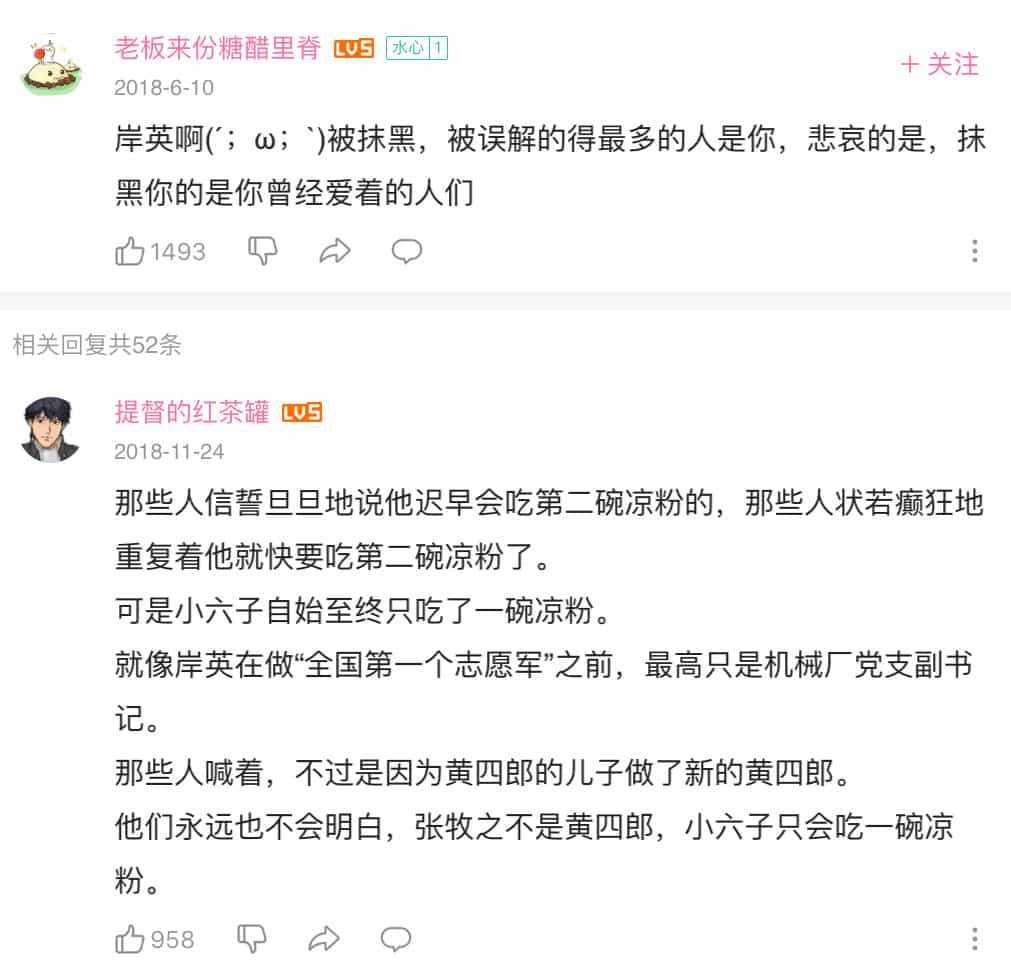 老板来份糖醋里脊 LV5 水心 1
+ 关注
2018-6-10
岸英啊(´；ω；`)被抹黑，被误解的得最多的人是你，悲哀的是，抹
黑你的是你曾经爱着的人们
1493
相关回复共52条
提督的红茶罐 LV5
2018-11-24
那些人信誓旦旦地说他迟早会吃第二碗凉粉的，那些人状若癫狂地
重复着他就快要吃第二碗凉粉了。
可是小六子自始至终只吃了一碗凉粉。
就像岸英在做“全国第一个志愿军”之前，最高只是机械厂党支副书
记。
那些人喊着，不过是因为黄四郎的儿子做了新的黄四郎。
他们永远也不会明白，张牧之不是黄四郎，小六子只会吃一碗凉
粉。
958